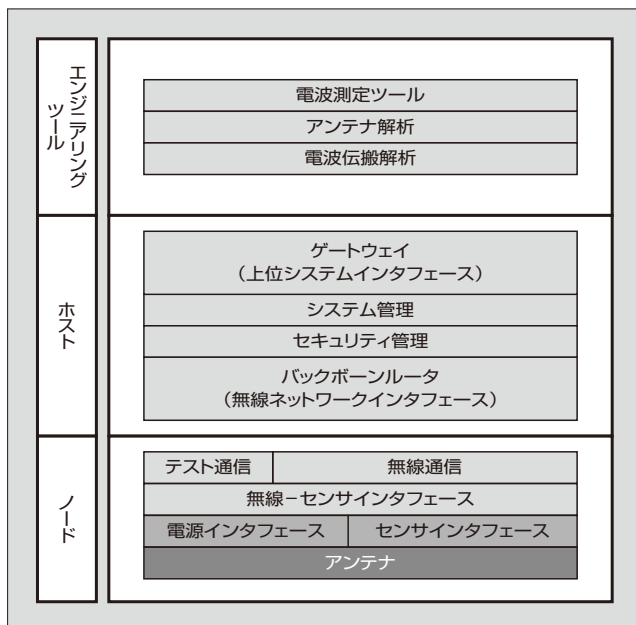 エンジニアリング
ツール
電波測定ツール
アンテナ解析
電波伝搬解析
ホスト
ゲートウェイ
（上位システムインタフェース）
システム管理
セキュリティ管理
バックボーンルータ
（無線ネットワークインタフェース）
ノード
テスト通信
無線通信
無線－センサインタフェース
電源インタフェース
センサインタフェース
アンテナ